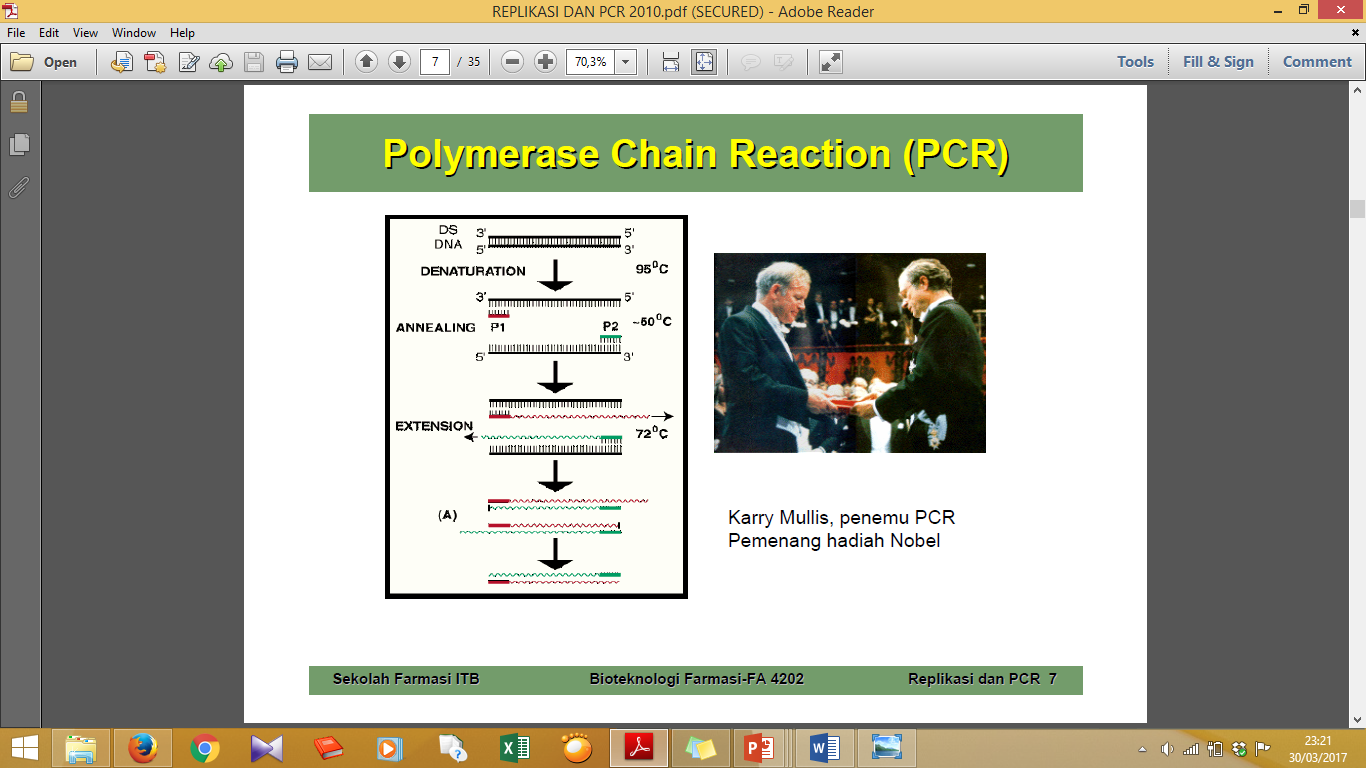 REPLIKASI DAN PCR 2010.pdf (SECURED) - Adobe Reader
File Edit View Window Help
Open 7 / 35 70,3% Tools Fill & Sign Comment
Polymerase Chain Reaction (PCR)
DS 3' 5'
DNA 5' 3'
DENATURATION 95⁰C
3' 5'
ANNEALING P1 P2 ~50⁰C
5' 3'
EXTENSION 72⁰C
(A)
Karry Mullis, penemu PCR
Pemenang hadiah Nobel
Sekolah Farmasi ITB Bioteknologi Farmasi-FA 4202 Replikasi dan PCR 7
23:21
30/03/2017